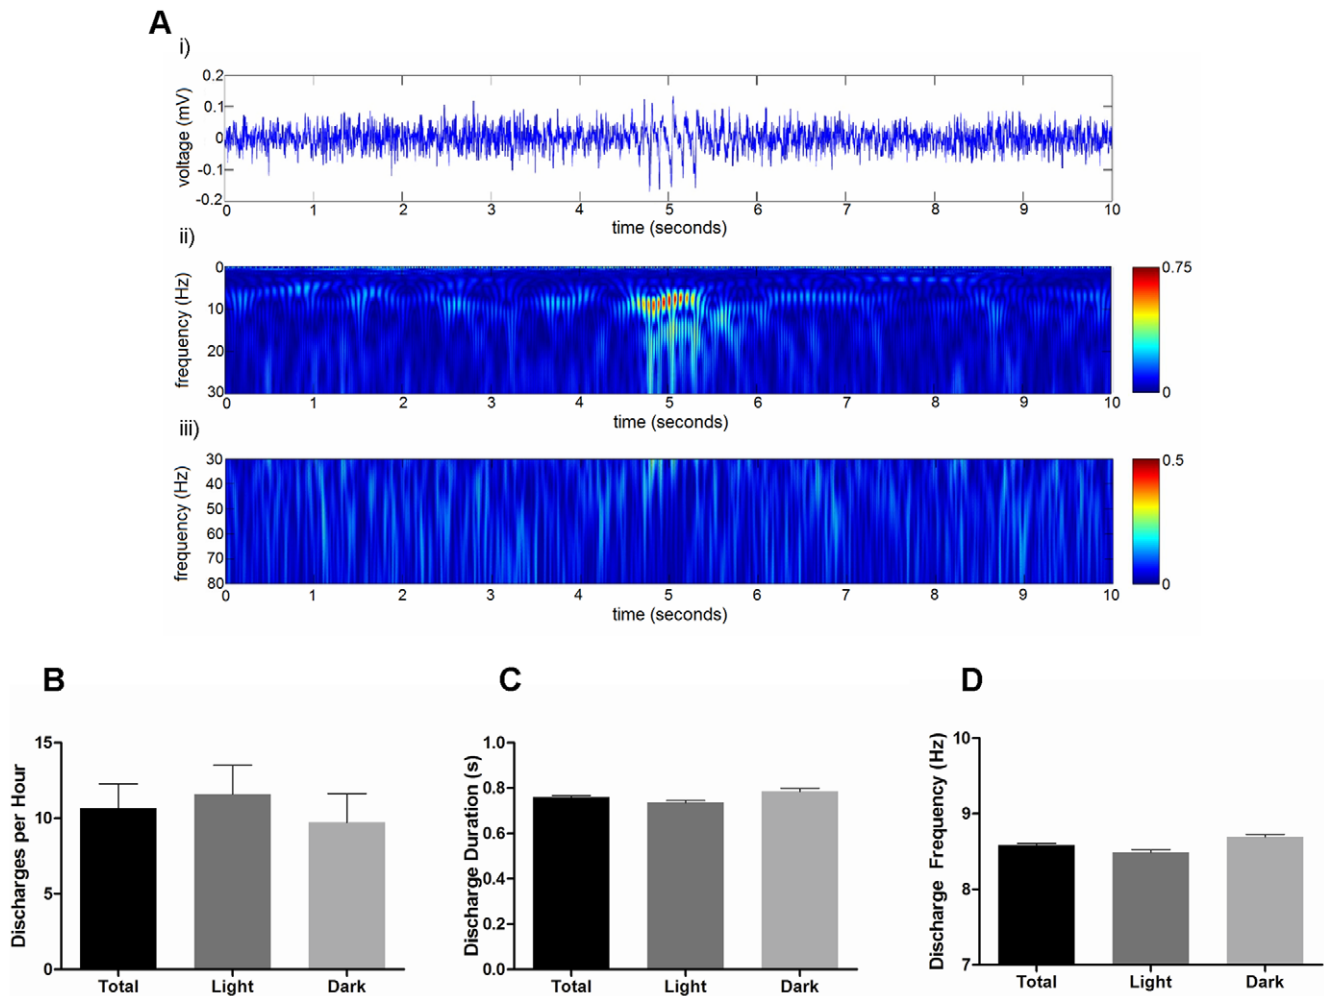 A
i)
0.2
0.1
0
-0.1
-0.2
voltage (mV)
0 1 2 3 4 5 6 7 8 9 10
time (seconds)
ii)
0
10
20
30
frequency (Hz)
0.75
0
0 1 2 3 4 5 6 7 8 9 10
time (seconds)
iii)
30
40
50
60
70
80
frequency (Hz)
0.5
0
0 1 2 3 4 5 6 7 8 9 10
time (seconds)
B
15
10
5
0
Discharges per Hour
Total Light Dark
C
1.0
0.8
0.6
0.4
0.2
0.0
Discharge Duration (s)
Total Light Dark
D
10
9
8
7
Discharge Frequency (Hz)
Total Light Dark